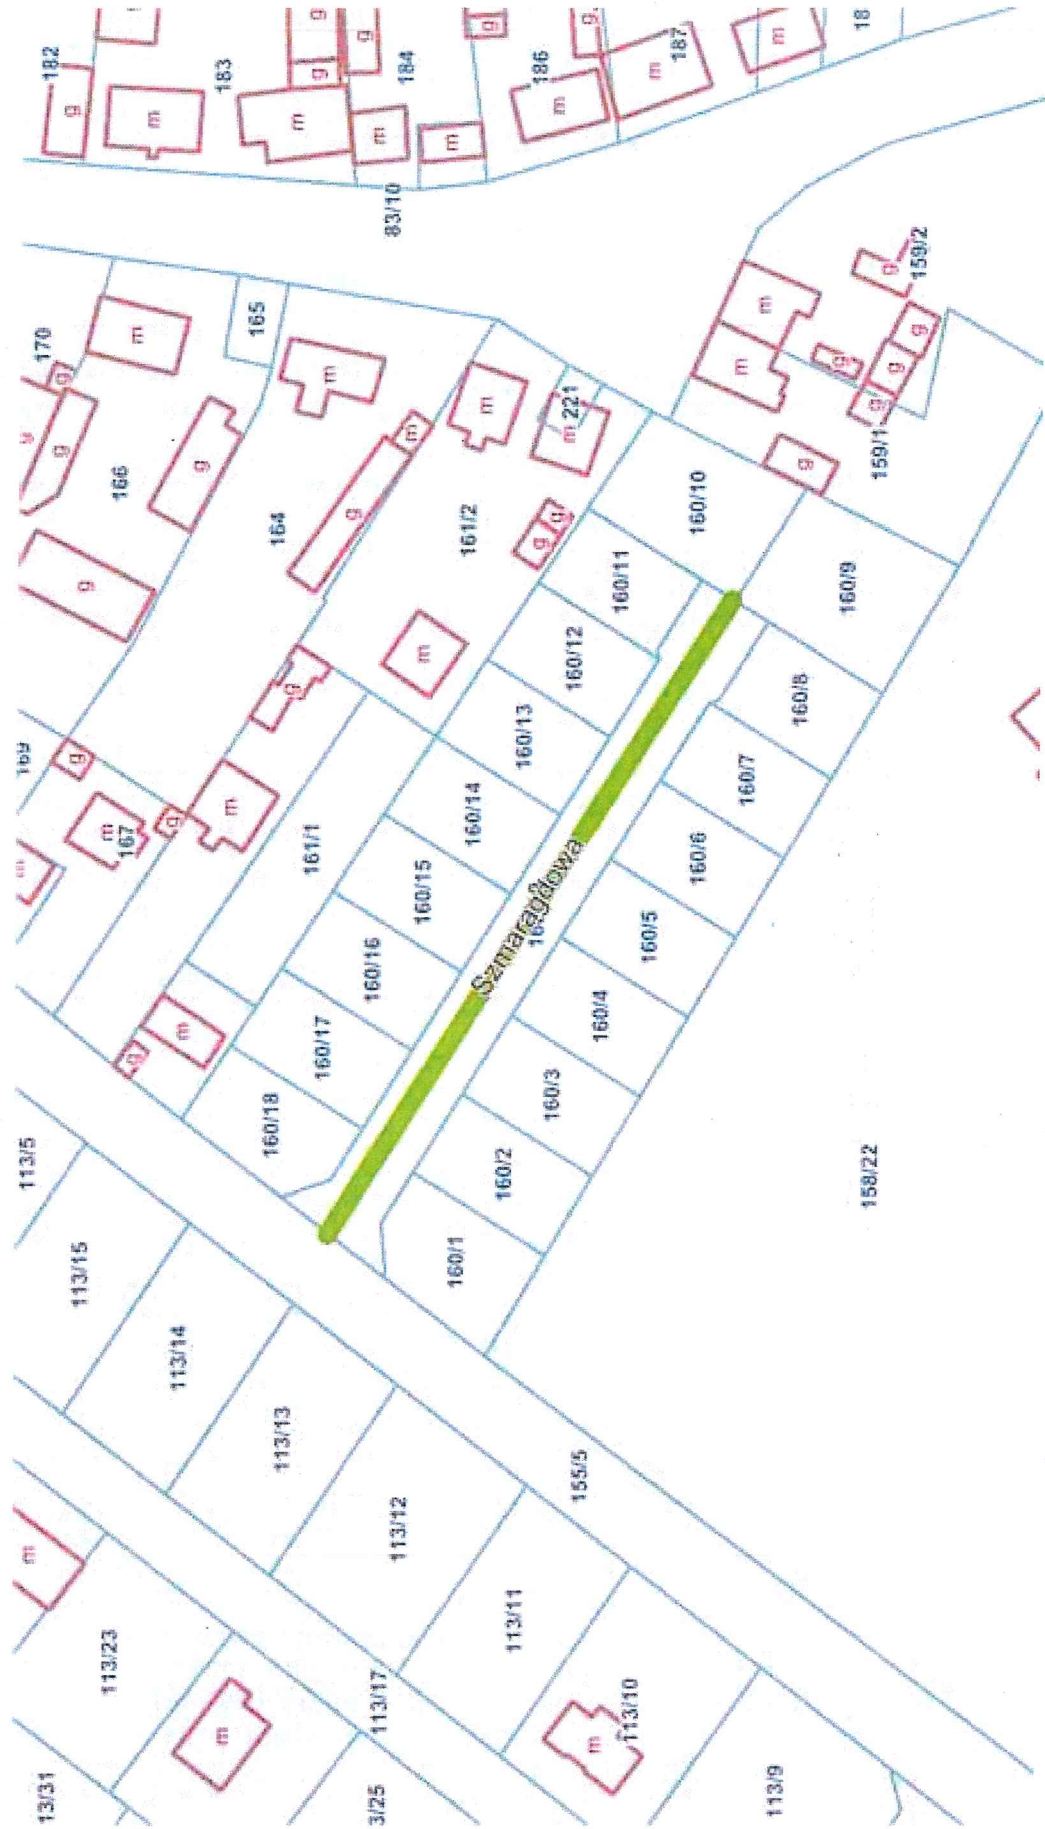 182
g
183
m
g
g
m
g
184
m
m
g
186
m
g
187
m
m
18
83/10
170
g
m
165
g
166
g
g
164
m
g
m
161/2
m
m
221
g
g
m
159/2
g
m
m
g
g
g
g
159/1
g
160/10
160/11
160/12
160/13
160/14
160/15
160/16
160/17
160/18
160/9
160/8
160/7
160/6
160/5
160/4
160/3
160/2
160/1
Szmaragdowa
169
g
m
167
g
m
g
161/1
m
g
m
113/5
113/15
113/14
113/13
113/12
113/11
113/10
m
113/9
155/5
158/22
m
113/23
m
113/17
13/31
3/25